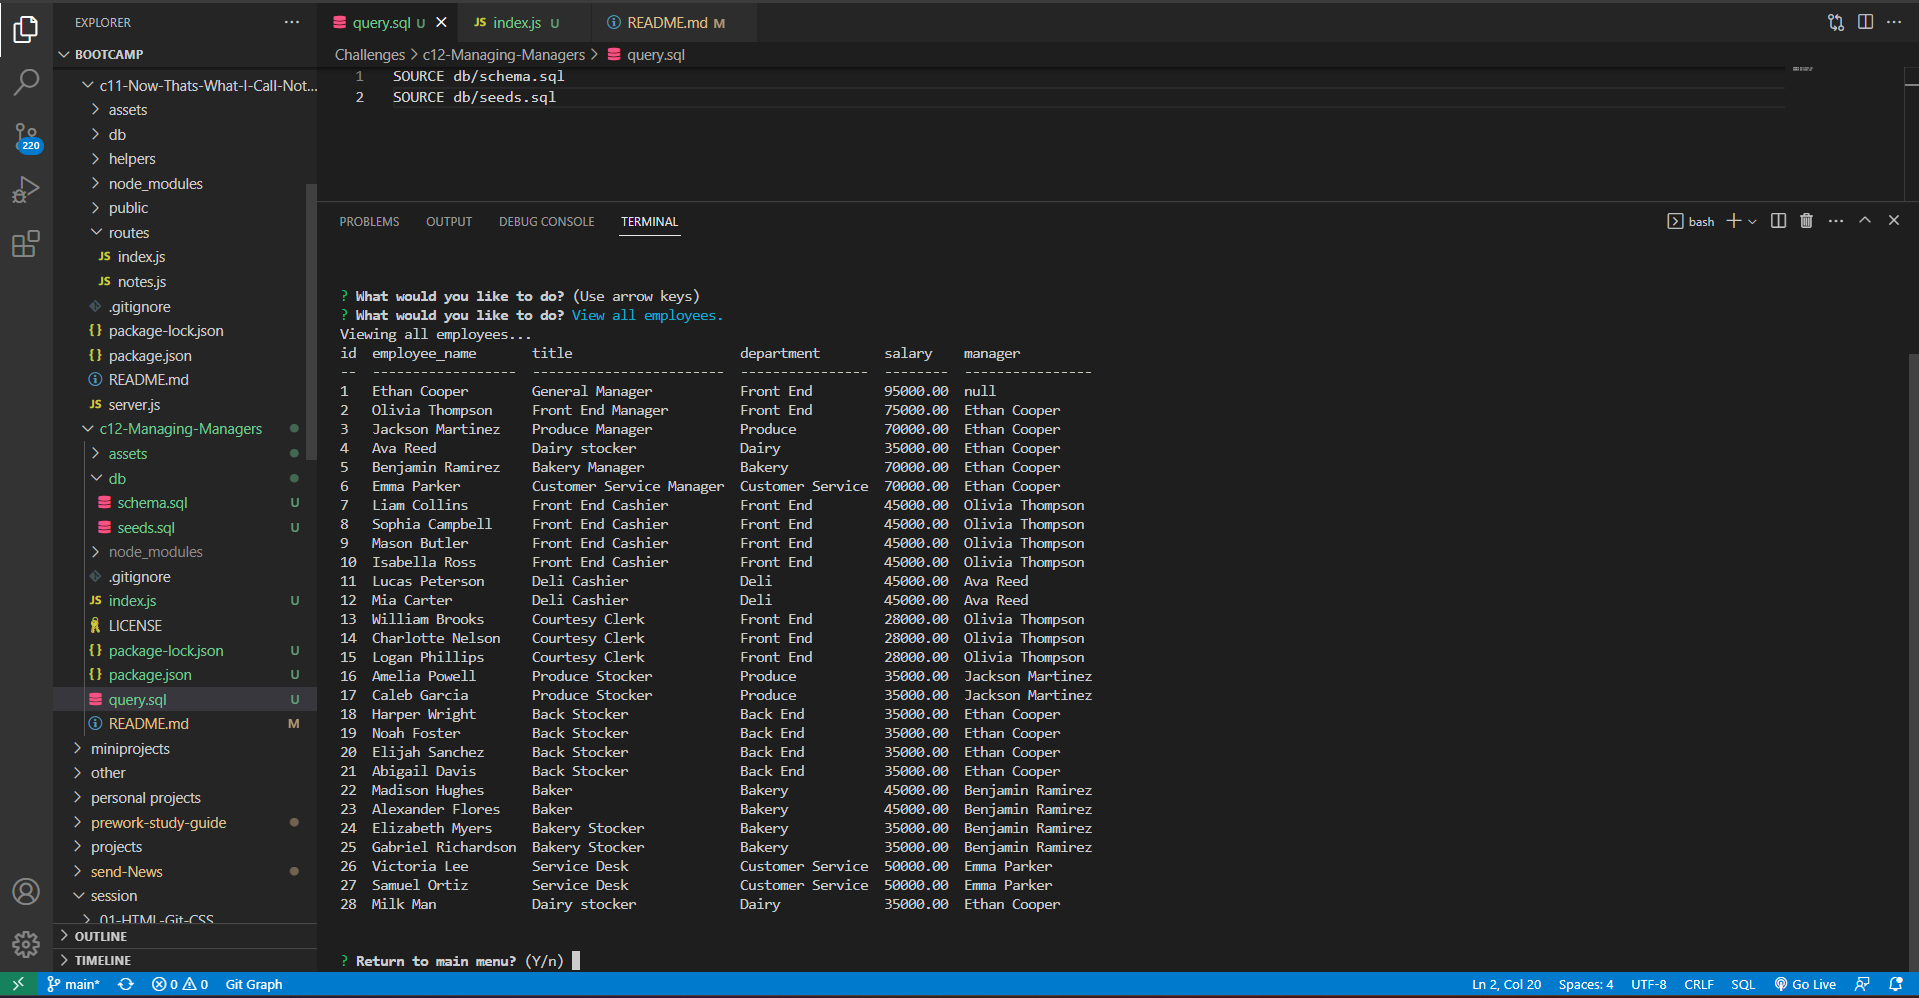 EXPLORER
BOOTCAMP
c11-Now-Thats-What-I-Call-Not...
assets
db
helpers
node_modules
public
routes
JS index.js
JS notes.js
.gitignore
{} package-lock.json
{} package.json
README.md
JS server.js
c12-Managing-Managers
assets
db
schema.sql U
seeds.sql U
node_modules
.gitignore
JS index.js U
LICENSE
{} package-lock.json U
{} package.json U
query.sql U
README.md M
miniprojects
other
personal projects
prework-study-guide
projects
send-News
session
01-HTML-Git-CSS
OUTLINE
TIMELINE
220
query.sql U JS index.js U README.md M
Challenges > c12-Managing-Managers > query.sql
1 SOURCE db/schema.sql
2 SOURCE db/seeds.sql
PROBLEMS OUTPUT DEBUG CONSOLE TERMINAL bash
? What would you like to do? (Use arrow keys)
? What would you like to do? View all employees.
Viewing all employees...
id employee_name title department salary manager
-- ------------------ ------------------------ ---------------- -------- ----------------
1 Ethan Cooper General Manager Front End 95000.00 null
2 Olivia Thompson Front End Manager Front End 75000.00 Ethan Cooper
3 Jackson Martinez Produce Manager Produce 70000.00 Ethan Cooper
4 Ava Reed Dairy stocker Dairy 35000.00 Ethan Cooper
5 Benjamin Ramirez Bakery Manager Bakery 70000.00 Ethan Cooper
6 Emma Parker Customer Service Manager Customer Service 70000.00 Ethan Cooper
7 Liam Collins Front End Cashier Front End 45000.00 Olivia Thompson
8 Sophia Campbell Front End Cashier Front End 45000.00 Olivia Thompson
9 Mason Butler Front End Cashier Front End 45000.00 Olivia Thompson
10 Isabella Ross Front End Cashier Front End 45000.00 Olivia Thompson
11 Lucas Peterson Deli Cashier Deli 45000.00 Ava Reed
12 Mia Carter Deli Cashier Deli 45000.00 Ava Reed
13 William Brooks Courtesy Clerk Front End 28000.00 Olivia Thompson
14 Charlotte Nelson Courtesy Clerk Front End 28000.00 Olivia Thompson
15 Logan Phillips Courtesy Clerk Front End 28000.00 Olivia Thompson
16 Amelia Powell Produce Stocker Produce 35000.00 Jackson Martinez
17 Caleb Garcia Produce Stocker Produce 35000.00 Jackson Martinez
18 Harper Wright Back Stocker Back End 35000.00 Ethan Cooper
19 Noah Foster Back Stocker Back End 35000.00 Ethan Cooper
20 Elijah Sanchez Back Stocker Back End 35000.00 Ethan Cooper
21 Abigail Davis Back Stocker Back End 35000.00 Ethan Cooper
22 Madison Hughes Baker Bakery 45000.00 Benjamin Ramirez
23 Alexander Flores Baker Bakery 45000.00 Benjamin Ramirez
24 Elizabeth Myers Bakery Stocker Bakery 35000.00 Benjamin Ramirez
25 Gabriel Richardson Bakery Stocker Bakery 35000.00 Benjamin Ramirez
26 Victoria Lee Service Desk Customer Service 50000.00 Emma Parker
27 Samuel Ortiz Service Desk Customer Service 50000.00 Emma Parker
28 Milk Man Dairy stocker Dairy 35000.00 Ethan Cooper
? Return to main menu? (Y/n)
main* 0 0 Git Graph Ln 2, Col 20 Spaces: 4 UTF-8 CRLF SQL Go Live